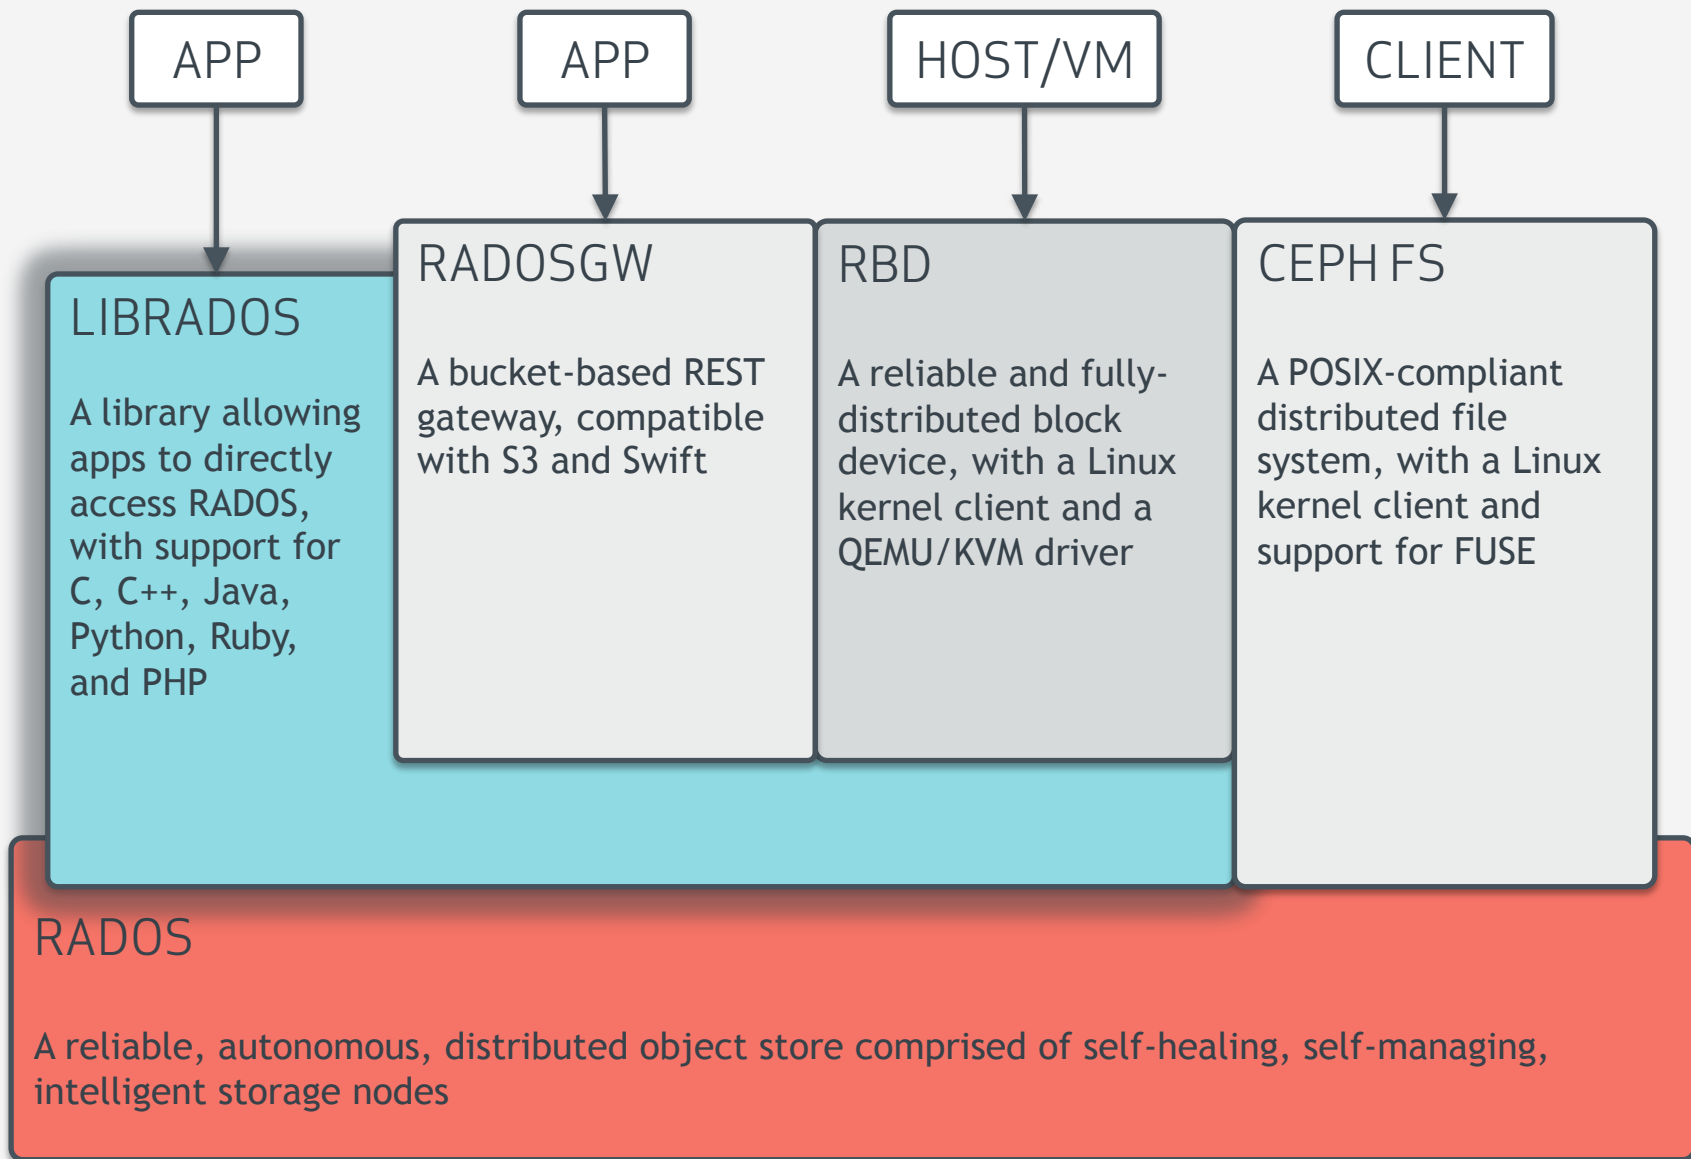 APP
APP
HOST/VM
CLIENT
LIBRADOS
A library allowing
apps to directly
access RADOS,
with support for
C, C++, Java,
Python, Ruby,
and PHP
RADOSGW
A bucket-based REST
gateway, compatible
with S3 and Swift
RBD
A reliable and fully-
distributed block
device, with a Linux
kernel client and a
QEMU/KVM driver
CEPH FS
A POSIX-compliant
distributed file
system, with a Linux
kernel client and
support for FUSE
RADOS
A reliable, autonomous, distributed object store comprised of self-healing, self-managing,
intelligent storage nodes